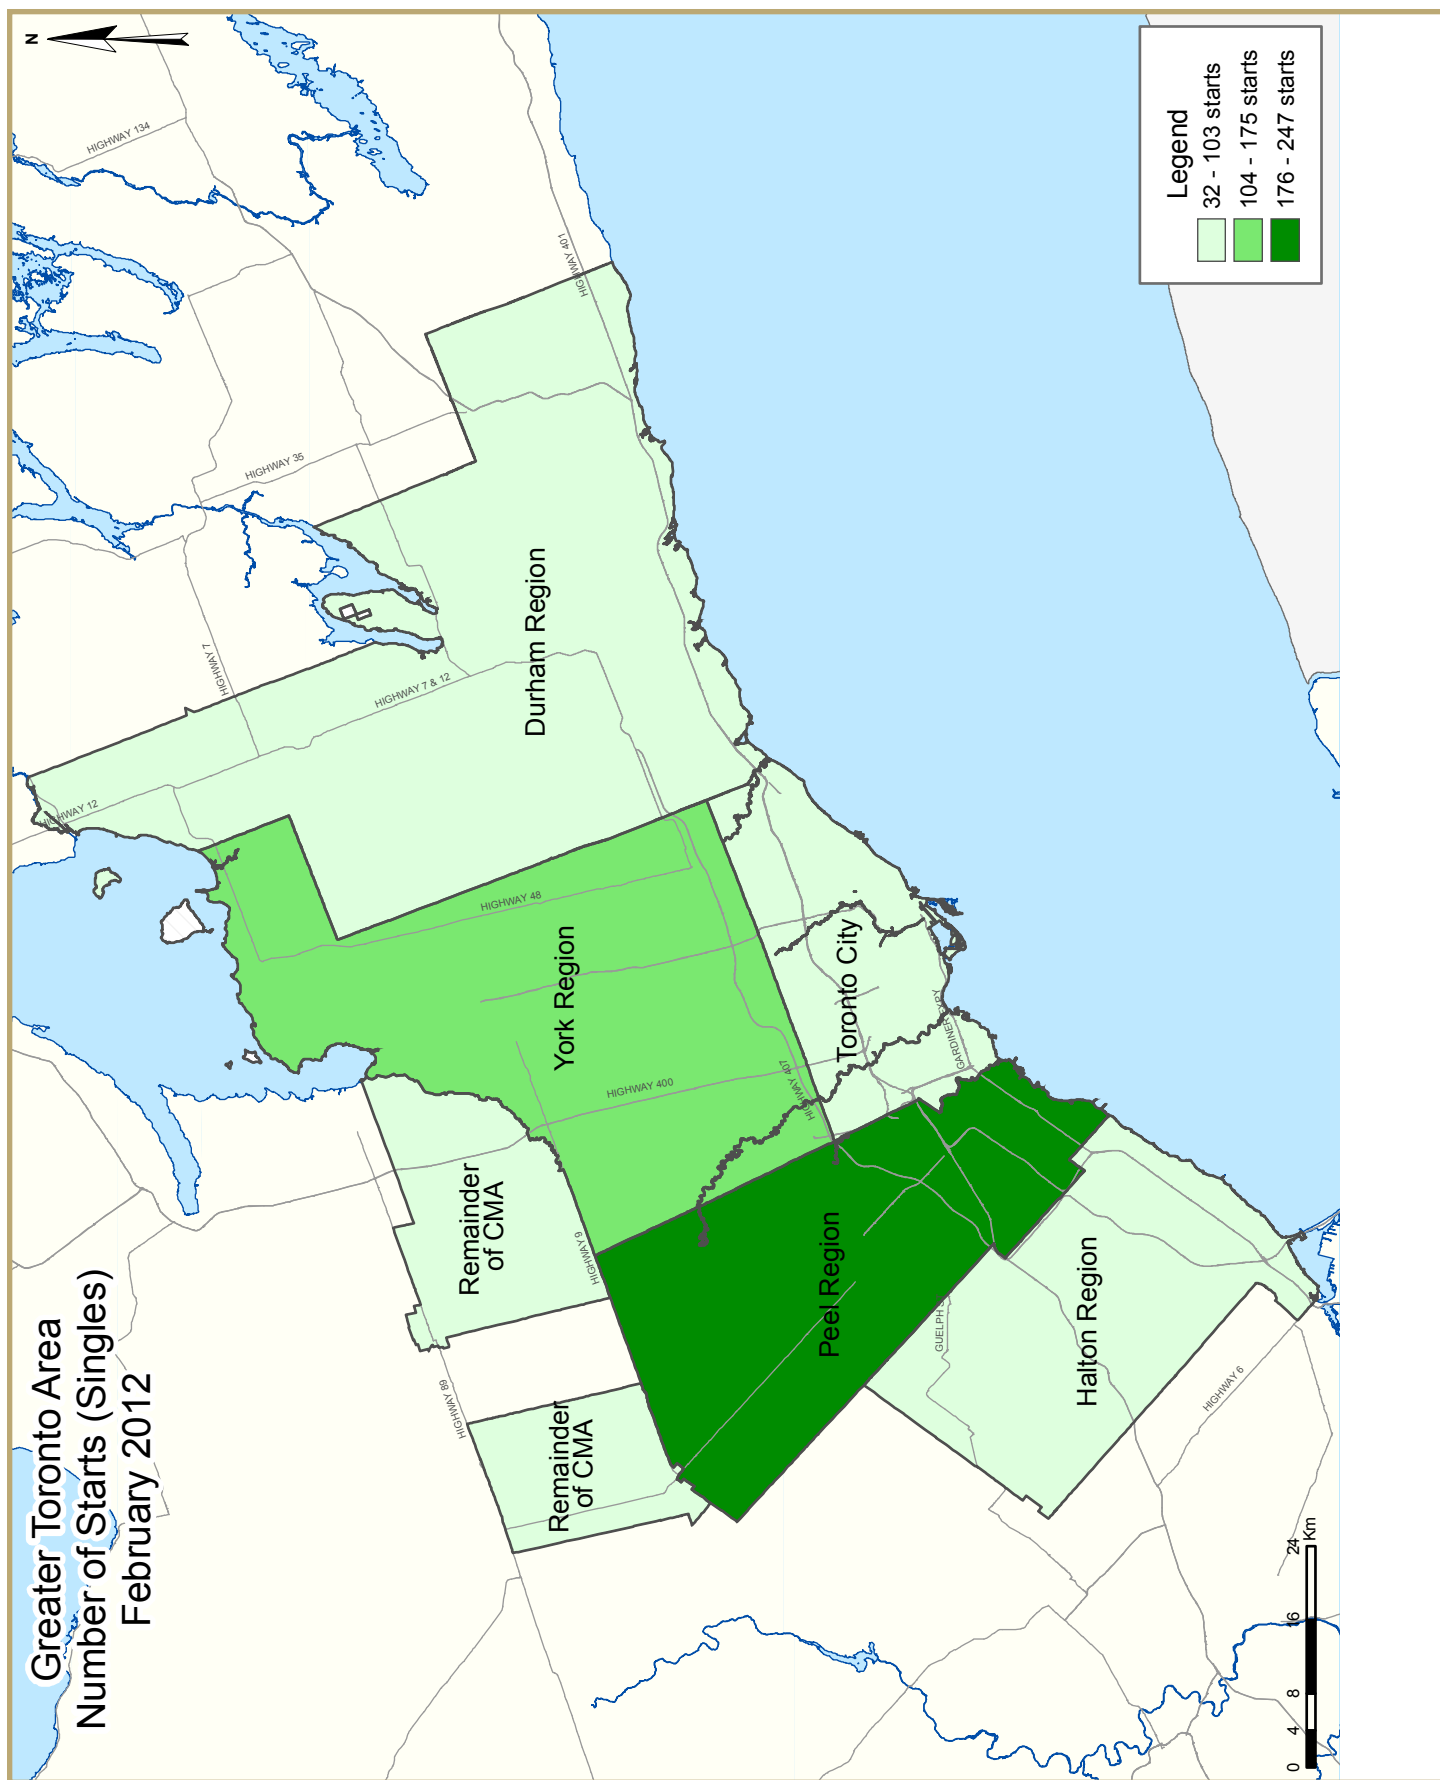 Greater Toronto Area
Number of Starts (Singles)
February 2012
N
HIGHWAY 134
HIGHWAY 401
HIGHWAY 35
HIGHWAY 7
HIGHWAY 7 & 12
HIGHWAY 12
Durham Region
HIGHWAY 48
York Region
HIGHWAY 400
HIGHWAY 407
Toronto City
GARDINER EXPY
Remainder
of CMA
HIGHWAY 9
HIGHWAY 89
Remainder
of CMA
Peel Region
GUELPH S
Halton Region
HIGHWAY 6
Legend
32 - 103 starts
104 - 175 starts
176 - 247 starts
0 4 8 16 24
Km